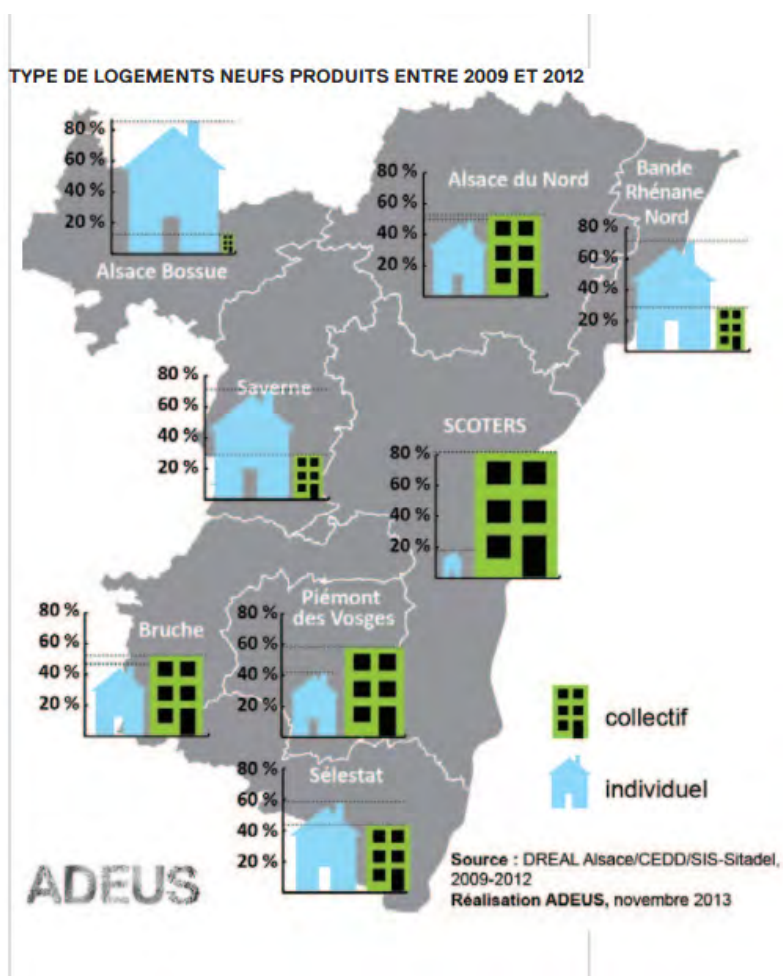 TYPE DE LOGEMENTS NEUFS PRODUITS ENTRE 2009 ET 2012
80 %
60 %
40 %
20 %
Alsace Bossue
Alsace du Nord
80 %
60 %
40 %
20 %
Bande
Rhénane
Nord
80 %
60 %
40 %
20 %
Saverne
80 %
60 %
40 %
20 %
SCOTERS
80 %
60 %
40 %
20 %
Bruche
80 %
60 %
40 %
20 %
Piémont
des Vosges
80 %
60 %
40 %
20 %
Sélestat
80 %
60 %
40 %
20 %
collectif
individuel
Source : DREAL Alsace/CEDD/SIS-Sitadel,
2009-2012
Réalisation ADEUS, novembre 2013
ADEUS